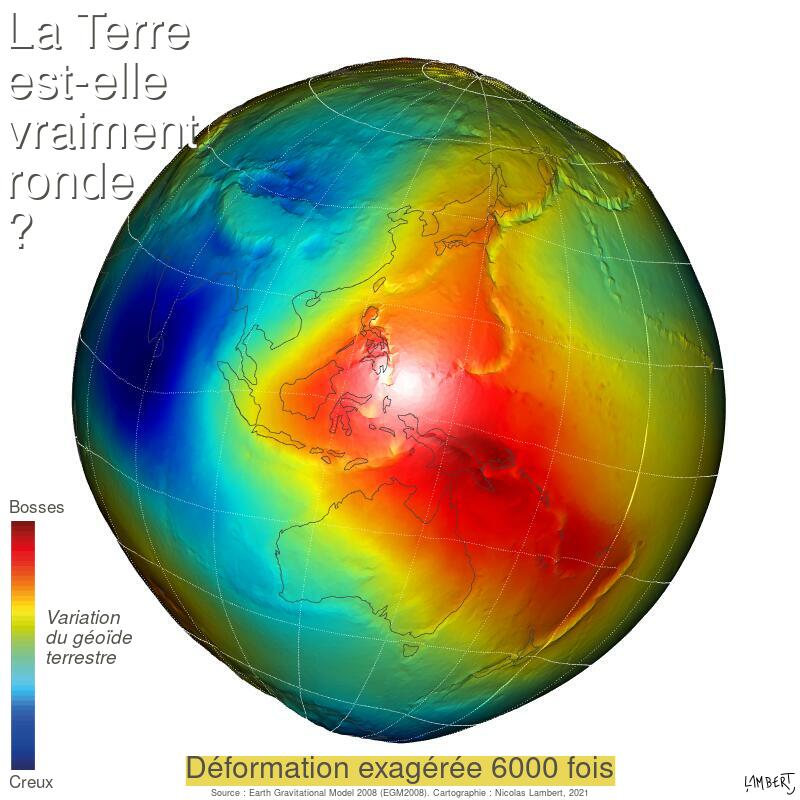 La Terre
est-elle
vraiment
ronde
?
Bosses
Variation
du géoïde
terrestre
Creux
Déformation exagérée 6000 fois
Source : Earth Gravitational Model 2008 (EGM2008). Cartographie : Nicolas Lambert, 2021
LAMBERT